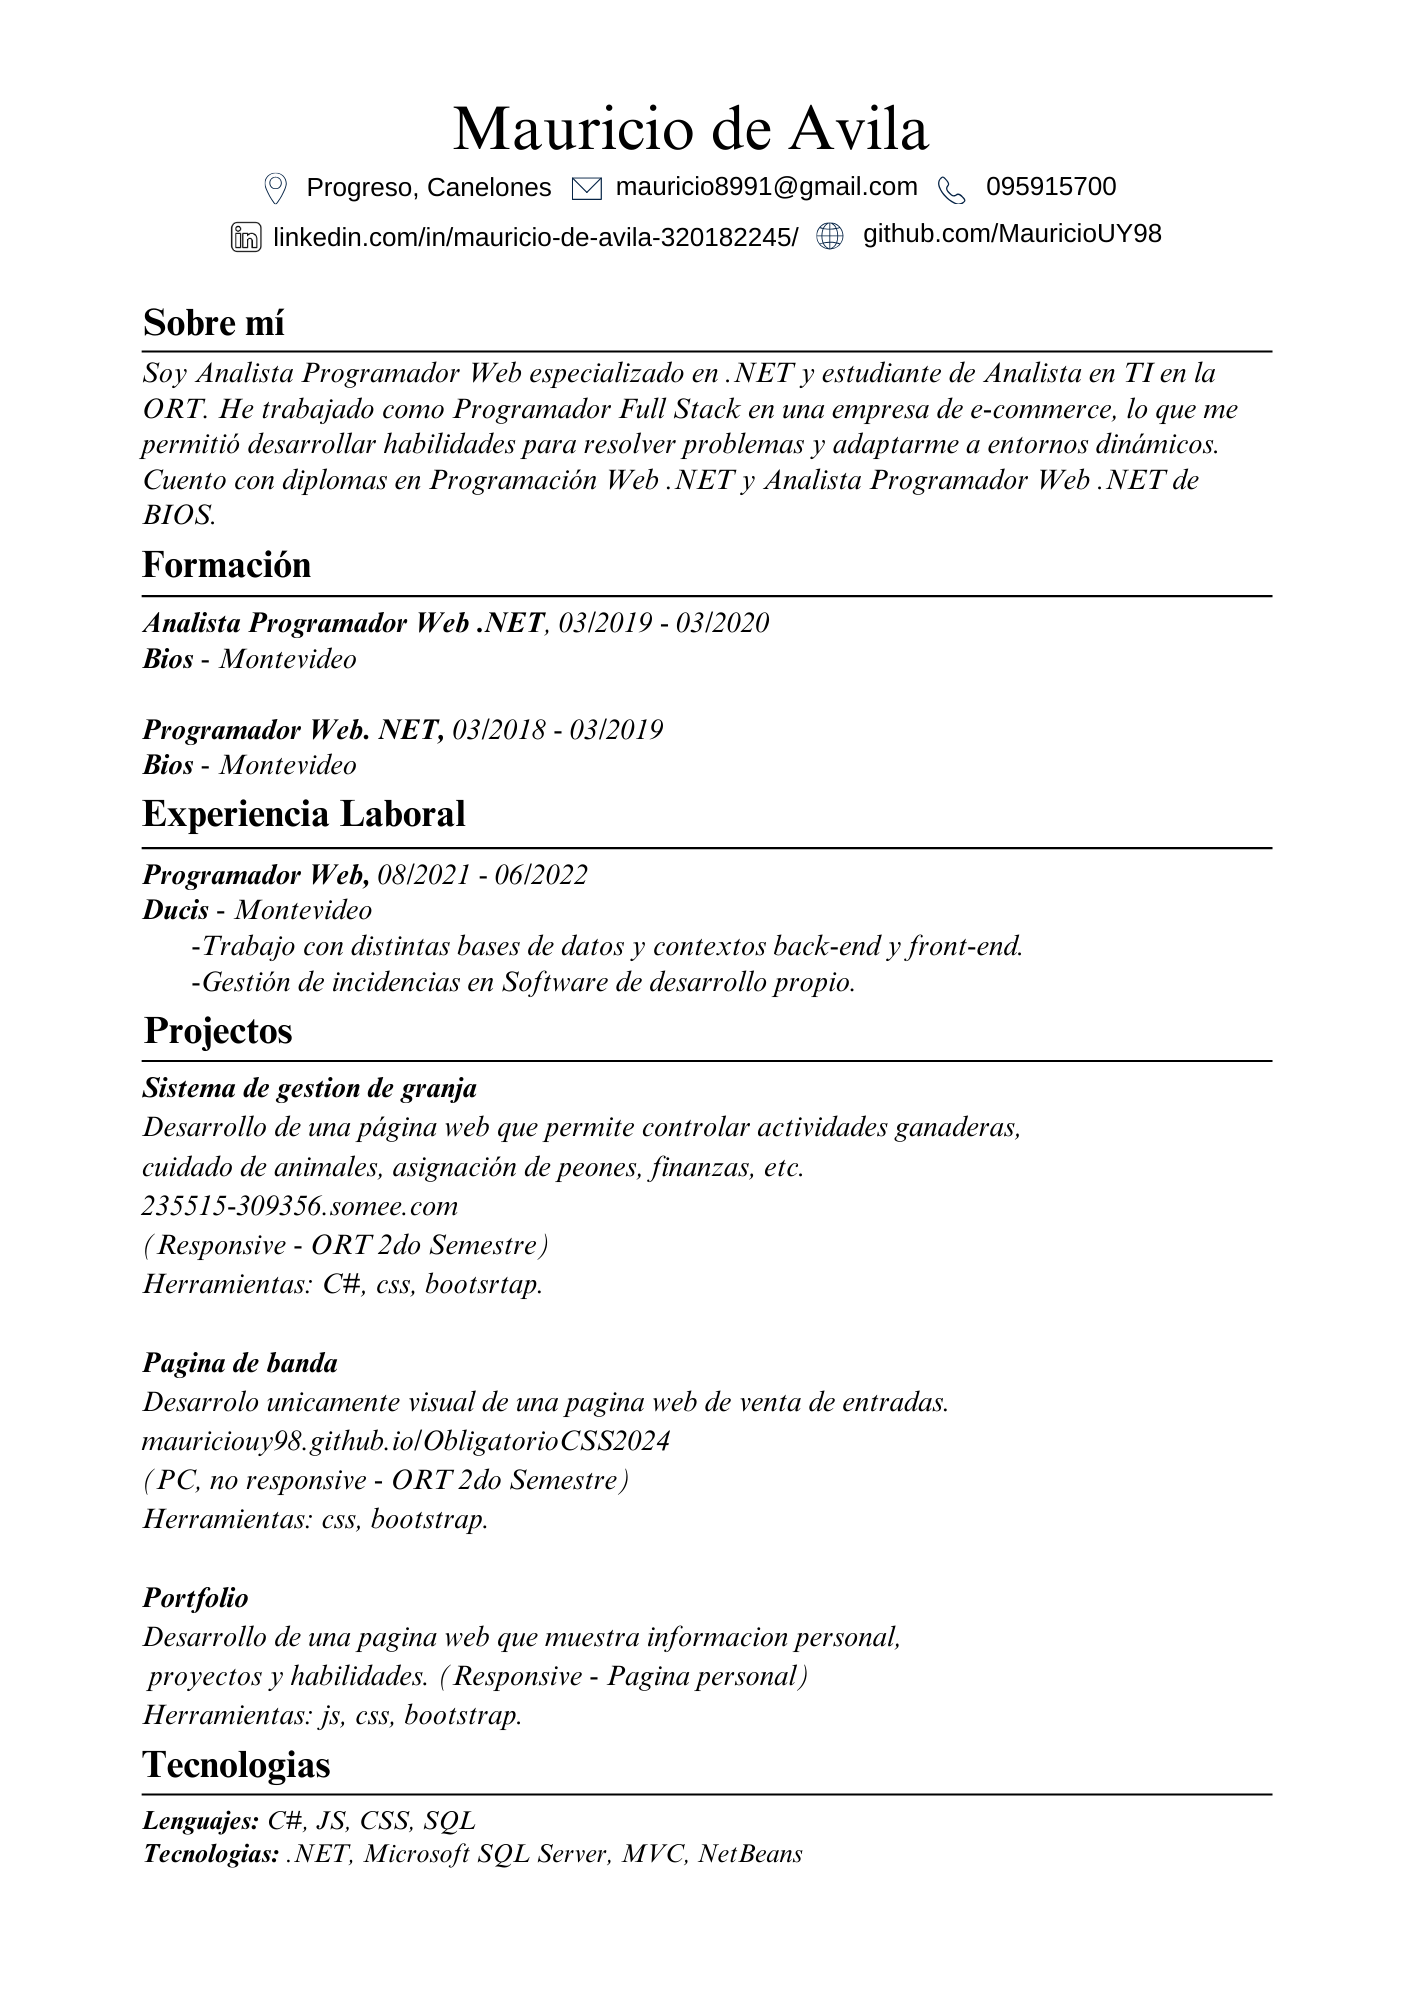 Mauricio de Avila
Progreso, Canelones mauricio8991@gmail.com 095915700
linkedin.com/in/mauricio-de-avila-320182245/ github.com/MauricioUY98
Sobre mí
Soy Analista Programador Web especializado en .NET y estudiante de Analista en TI en la
ORT. He trabajado como Programador Full Stack en una empresa de e-commerce, lo que me
permitió desarrollar habilidades para resolver problemas y adaptarme a entornos dinámicos.
Cuento con diplomas en Programación Web .NET y Analista Programador Web .NET de
BIOS.
Formación
Analista Programador Web .NET, 03/2019 - 03/2020
Bios - Montevideo
Programador Web. NET, 03/2018 - 03/2019
Bios - Montevideo
Experiencia Laboral
Programador Web, 08/2021 - 06/2022
Ducis - Montevideo
-Trabajo con distintas bases de datos y contextos back-end y front-end.
-Gestión de incidencias en Software de desarrollo propio.
Projectos
Sistema de gestion de granja
Desarrollo de una página web que permite controlar actividades ganaderas,
cuidado de animales, asignación de peones, finanzas, etc.
235515-309356.somee.com
(Responsive - ORT 2do Semestre)
Herramientas: C#, css, bootsrtap.
Pagina de banda
Desarrolo unicamente visual de una pagina web de venta de entradas.
mauriciouy98.github.io/ObligatorioCSS2024
(PC, no responsive - ORT 2do Semestre)
Herramientas: css, bootstrap.
Portfolio
Desarrollo de una pagina web que muestra informacion personal,
proyectos y habilidades. (Responsive - Pagina personal)
Herramientas: js, css, bootstrap.
Tecnologias
Lenguajes: C#, JS, CSS, SQL
Tecnologias: .NET, Microsoft SQL Server, MVC, NetBeans